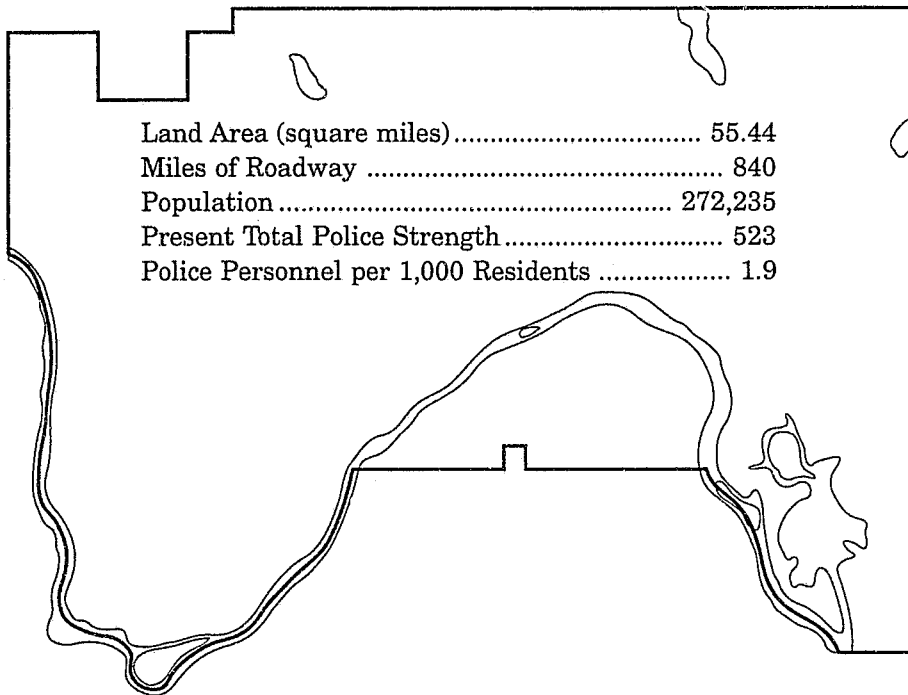 Land Area (square miles)................................ 55.44
Miles of Roadway ............................................... 840
Population.................................................... 272,235
Present Total Police Strength............................ 523
Police Personnel per 1,000 Residents ................. 1.9